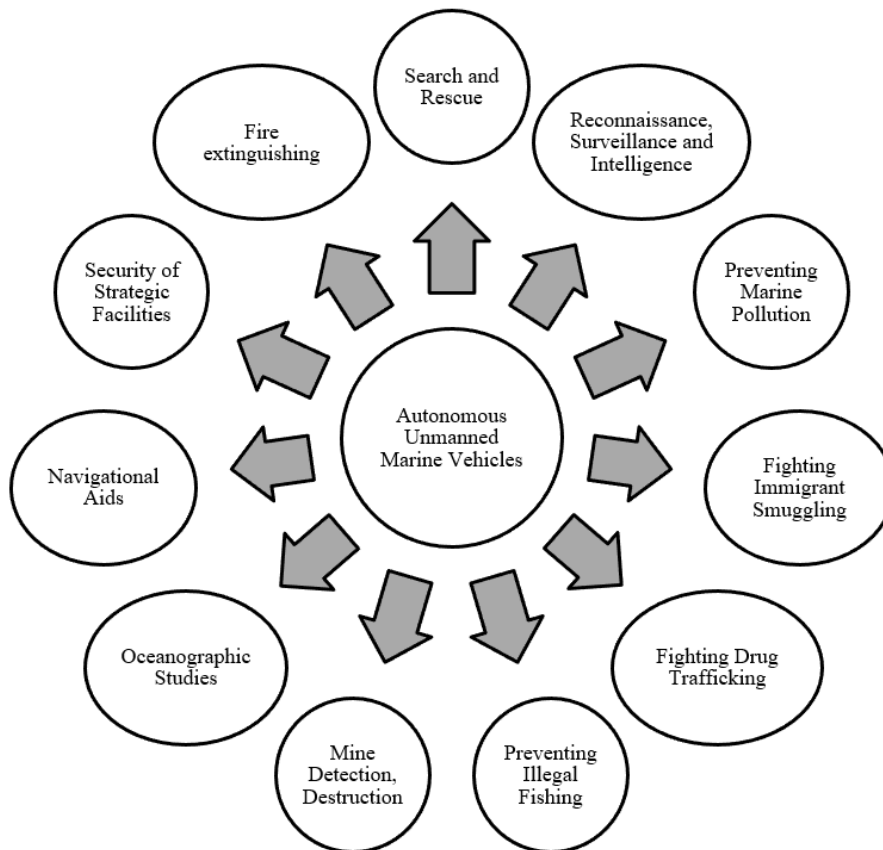 Search and
Rescue
Reconnaissance,
Surveillance and
Intelligence
Preventing
Marine
Pollution
Fighting
Immigrant
Smuggling
Fighting Drug
Trafficking
Preventing
Illegal
Fishing
Mine
Detection,
Destruction
Oceanographic
Studies
Navigational
Aids
Security of
Strategic
Facilities
Fire
extinguishing
Autonomous
Unmanned
Marine Vehicles